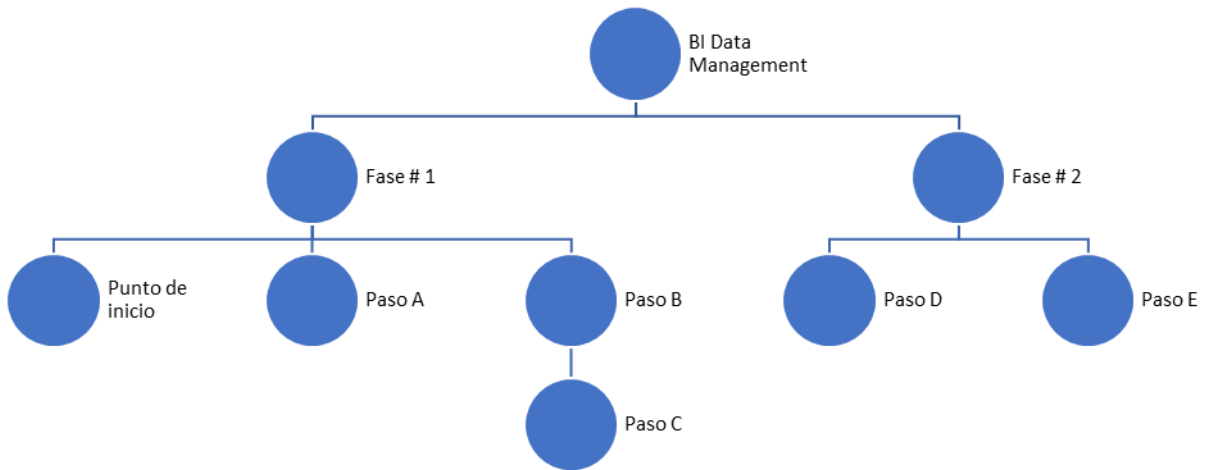 BI Data
Management
Fase # 1
Fase # 2
Punto de
inicio
Paso A
Paso B
Paso D
Paso E
Paso C